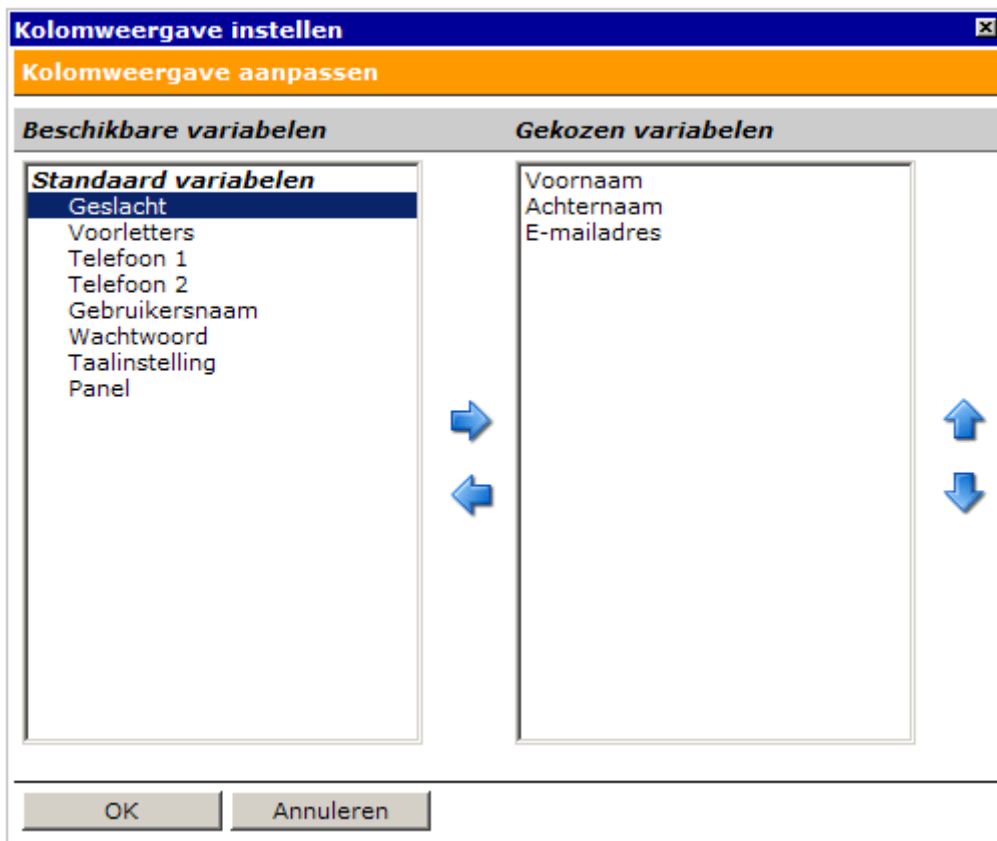 Kolomweergave instellen
Kolomweergave aanpassen
Beschikbare variabelen
Gekozen variabelen
Standaard variabelen
Geslacht
Voorletters
Telefoon 1
Telefoon 2
Gebruikersnaam
Wachtwoord
Taalinstelling
Panel
Voornaam
Achternaam
E-mailadres
OK
Annuleren